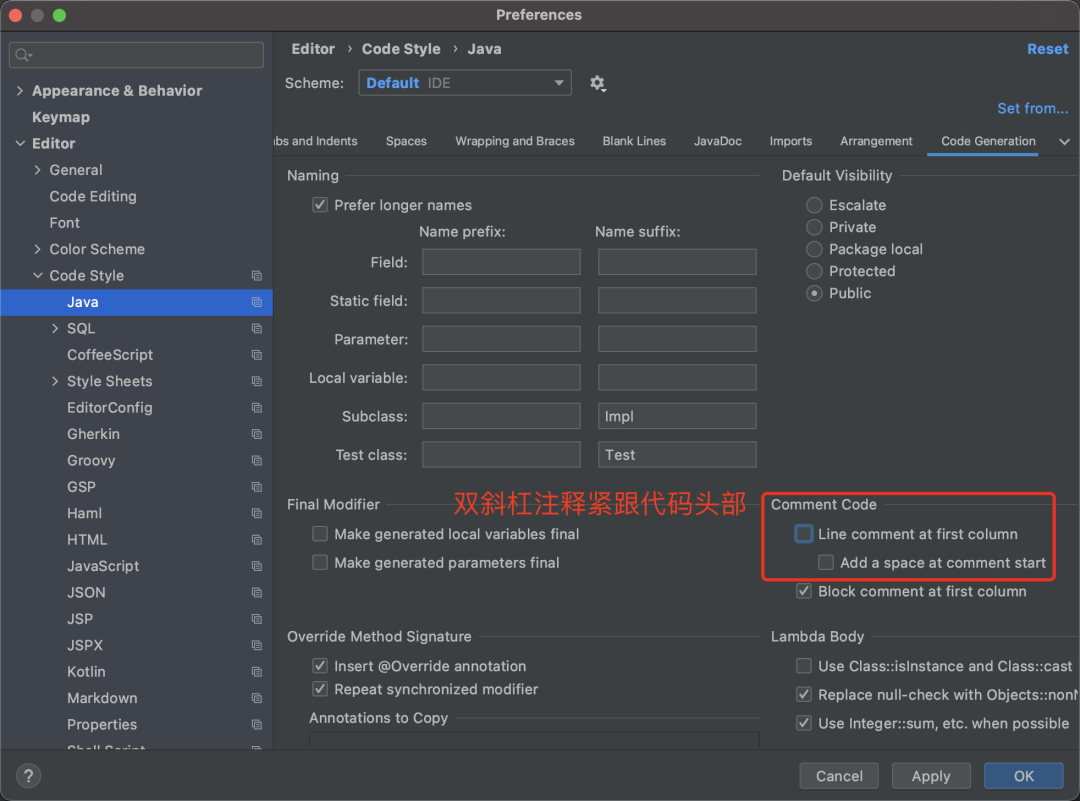 Preferences
Editor › Code Style › Java
Reset
Scheme:
Default IDE
Set from...
bs and Indents
Spaces
Wrapping and Braces
Blank Lines
JavaDoc
Imports
Arrangement
Code Generation
Appearance & Behavior
Keymap
Editor
General
Code Editing
Font
Color Scheme
Code Style
Java
SQL
CoffeeScript
Style Sheets
EditorConfig
Gherkin
Groovy
GSP
Haml
HTML
JavaScript
JSON
JSP
JSPX
Kotlin
Markdown
Properties
Shell Script
Naming
Prefer longer names
Name prefix:
Name suffix:
Field:
Static field:
Parameter:
Local variable:
Subclass:
Impl
Test class:
Test
Default Visibility
Escalate
Private
Package local
Protected
Public
Final Modifier
Make generated local variables final
Make generated parameters final
双斜杠注释紧跟代码头部
Comment Code
Line comment at first column
Add a space at comment start
Block comment at first column
Override Method Signature
Insert @Override annotation
Repeat synchronized modifier
Annotations to Copy
Lambda Body
Use Class::isInstance and Class::cast
Replace null-check with Objects::non
Use Integer::sum, etc. when possible
?
Cancel
Apply
OK